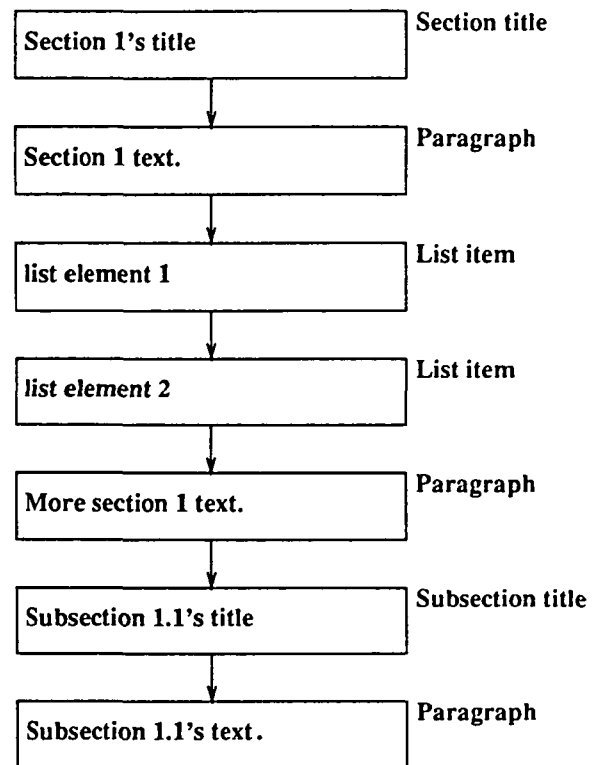 Section 1's title
Section title
Section 1 text.
Paragraph
list element 1
List item
list element 2
List item
More section 1 text.
Paragraph
Subsection 1.1's title
Subsection title
Subsection 1.1's text.
Paragraph